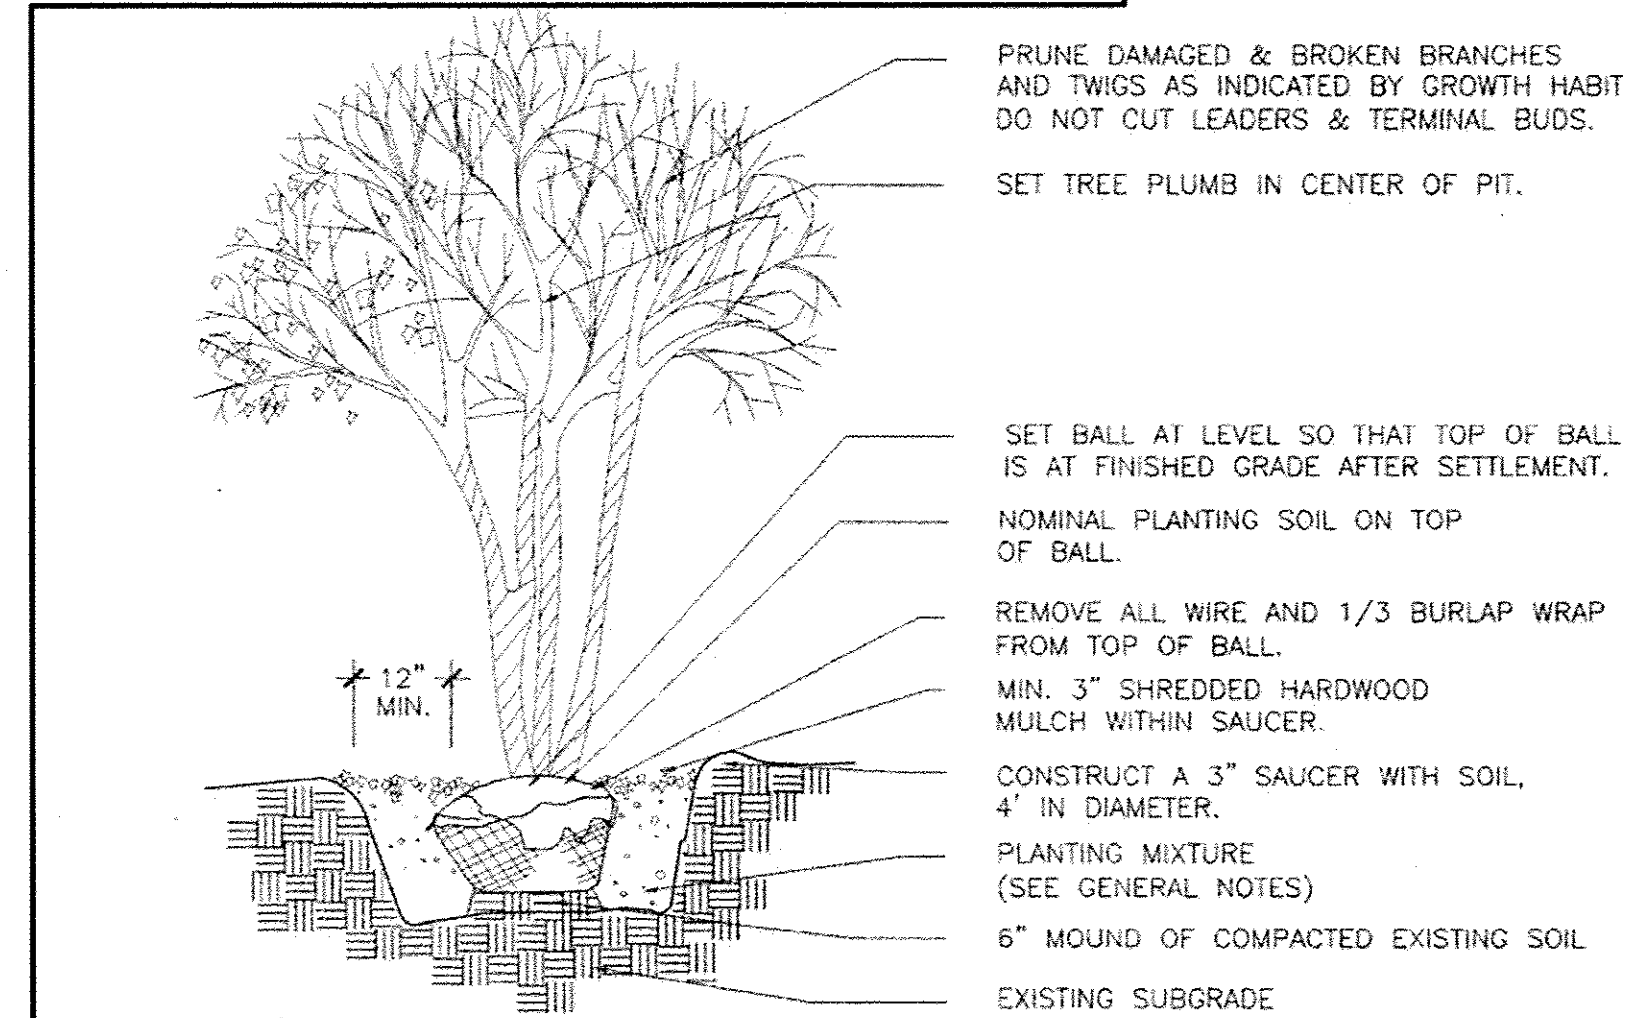 PRUNE DAMAGED & BROKEN BRANCHES
AND TWIGS AS INDICATED BY GROWTH HABIT
DO NOT CUT LEADERS & TERMINAL BUDS.
SET TREE PLUMB IN CENTER OF PIT.
SET BALL AT LEVEL SO THAT TOP OF BALL
IS AT FINISHED GRADE AFTER SETTLEMENT.
NOMINAL PLANTING SOIL ON TOP
OF BALL.
REMOVE ALL WIRE AND 1/3 BURLAP WRAP
FROM TOP OF BALL.
12"
MIN.
MIN. 3" SHREDDED HARDWOOD
MULCH WITHIN SAUCER.
CONSTRUCT A 3" SAUCER WITH SOIL,
4' IN DIAMETER.
PLANTING MIXTURE
(SEE GENERAL NOTES)
6" MOUND OF COMPACTED EXISTING SOIL
EXISTING SUBGRADE